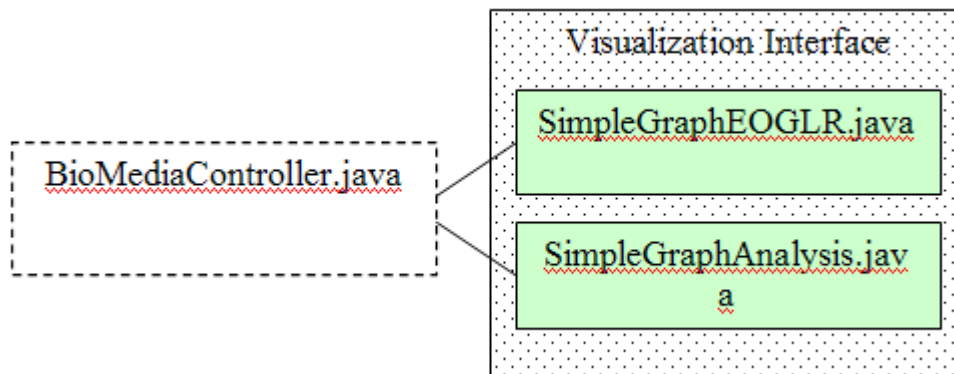 Visualization Interface
SimpleGraphEOGLR.java
BioMediaController.java
SimpleGraphAnalysis.jav
a